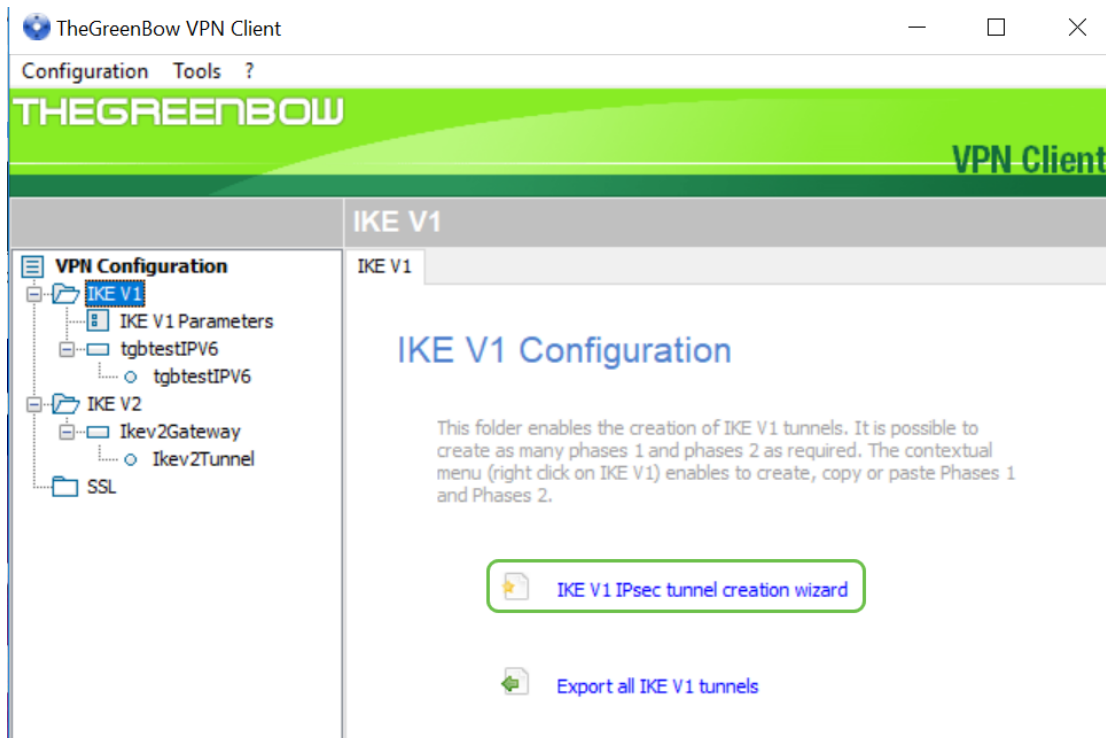 TheGreenBow VPN Client
Configuration Tools ?
THEGREENBOW
VPN Client
IKE V1
VPN Configuration
IKE V1
IKE V1 Parameters
tgbtestIPV6
tgbtestIPV6
IKE V2
Ikev2Gateway
Ikev2Tunnel
SSL
IKE V1
IKE V1 Configuration
This folder enables the creation of IKE V1 tunnels. It is possible to
create as many phases 1 and phases 2 as required. The contextual
menu (right click on IKE V1) enables to create, copy or paste Phases 1
and Phases 2.
IKE V1 IPsec tunnel creation wizard
Export all IKE V1 tunnels